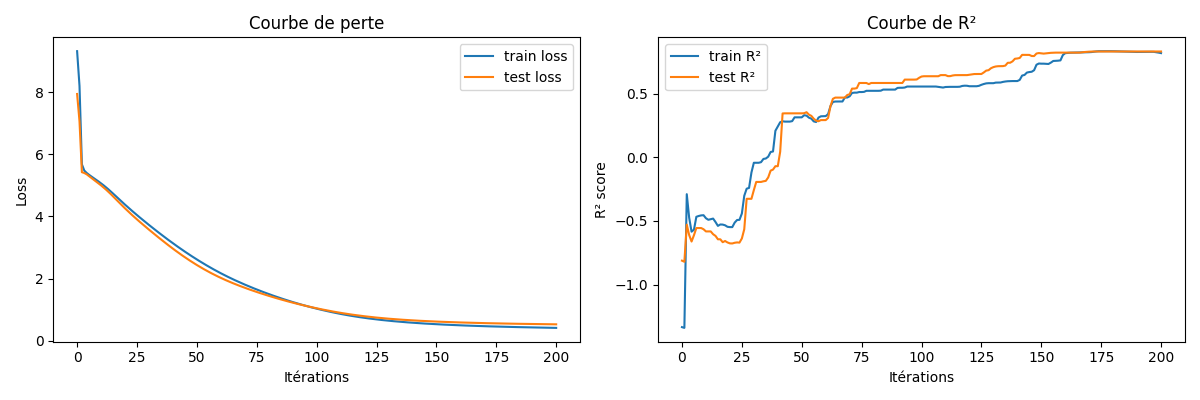 Courbe de perte
train loss
test loss
8
6
4
2
0
Loss
0 25 50 75 100 125 150 175 200
Itérations
Courbe de R²
train R²
test R²
0.5
0.0
−0.5
−1.0
R² score
0 25 50 75 100 125 150 175 200
Itérations